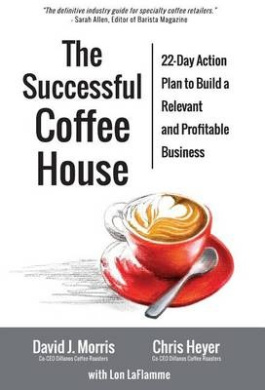 "The definitive industry guide for specialty coffee retailers."
- Sarah Allen, Editor of Barista Magazine
The
Successful
Coffee
House
22-Day Action
Plan to Build a
Relevant
and Profitable
Business
David J. Morris
Co-CEO Dillanos Coffee Roasters
Chris Heyer
Co-CEO Dillanos Coffee Roasters
with Lon LaFlamme